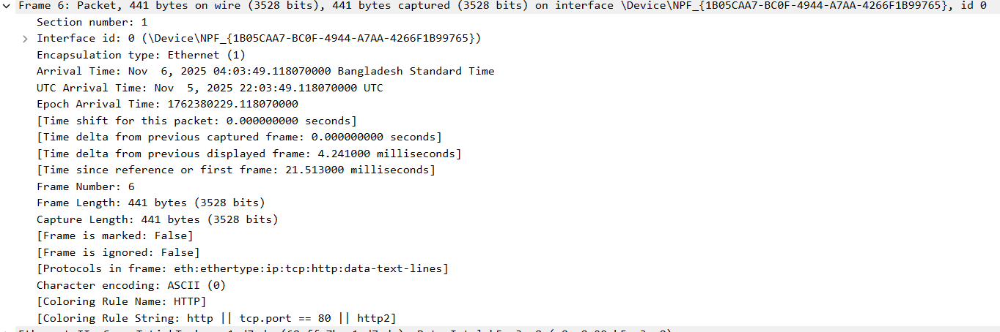 Frame 6: Packet, 441 bytes on wire (3528 bits), 441 bytes captured (3528 bits) on interface \Device\NPF_{1B05CAA7-BC0F-4944-A7AA-4266F1B99765}, id 0
Section number: 1
Interface id: 0 (\Device\NPF_{1B05CAA7-BC0F-4944-A7AA-4266F1B99765})
Encapsulation type: Ethernet (1)
Arrival Time: Nov  6, 2025 04:03:49.118070000 Bangladesh Standard Time
UTC Arrival Time: Nov  5, 2025 22:03:49.118070000 UTC
Epoch Arrival Time: 1762380229.118070000
[Time shift for this packet: 0.000000000 seconds]
[Time delta from previous captured frame: 0.000000000 seconds]
[Time delta from previous displayed frame: 4.241000 milliseconds]
[Time since reference or first frame: 21.513000 milliseconds]
Frame Number: 6
Frame Length: 441 bytes (3528 bits)
Capture Length: 441 bytes (3528 bits)
[Frame is marked: False]
[Frame is ignored: False]
[Protocols in frame: eth:ethertype:ip:tcp:http:data-text-lines]
Character encoding: ASCII (0)
[Coloring Rule Name: HTTP]
[Coloring Rule String: http || tcp.port == 80 || http2]